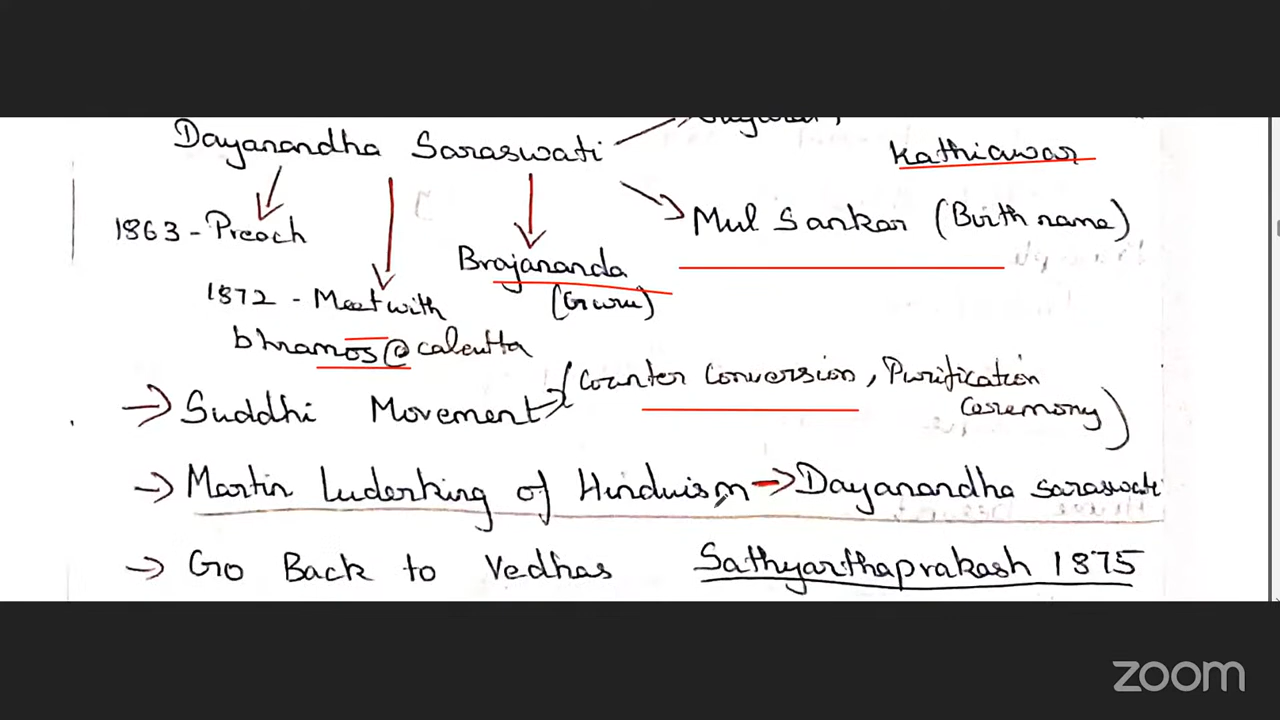 Dayanandha Saraswati
Kathiawar
1863 - Preach
Mul Sankar (Birth name)
Brajananda
(Guru)
1872 - Meet with
bhramos @ calcutta
→ Suddhi Movement → (Counter Conversion, Purification
Ceremony)
→ Martin Luderking of Hinduism → Dayanandha saraswati
→ Go Back to Vedhas Sathyarthaprakash 1875
zoom